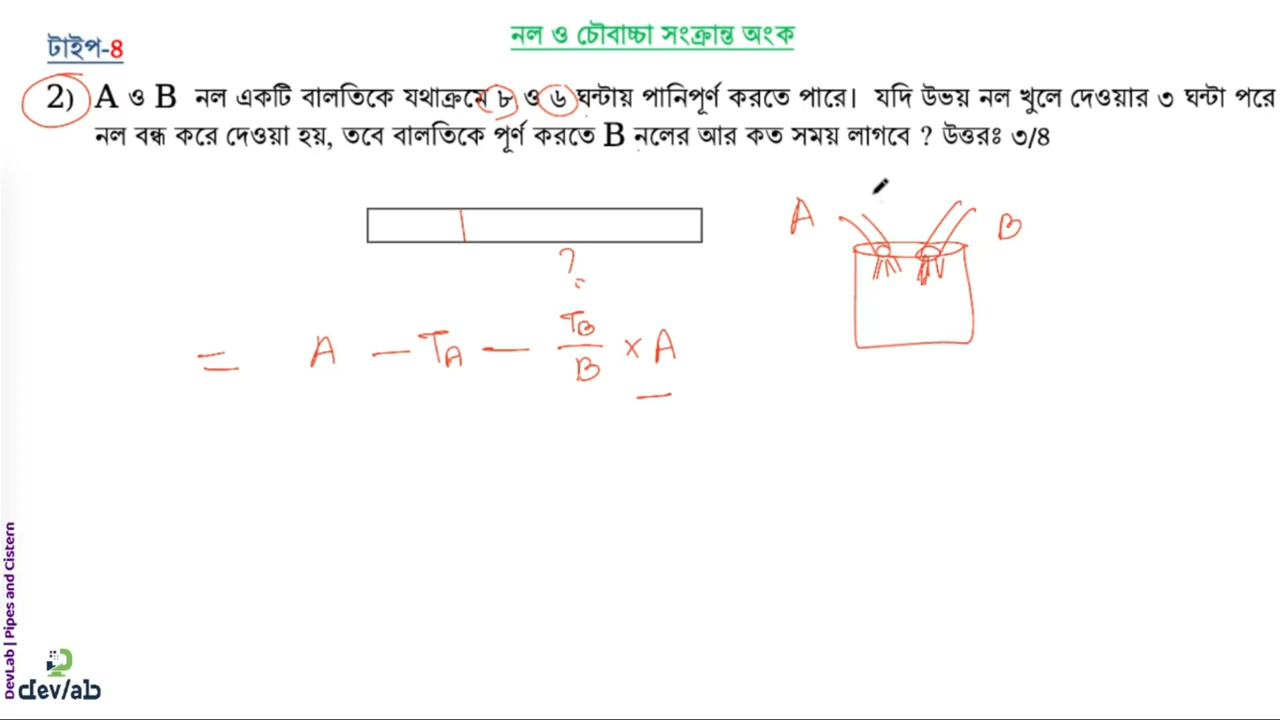 নল ও চৌবাচ্চা সংক্রান্ত অংক
টাইপ-8
2) A ও B নল একটি বালতিকে যথাক্রমে ৮ ও ৬ ঘন্টায় পানিপূর্ণ করতে পারে। যদি উভয় নল খুলে দেওয়ার ৩ ঘন্টা পরে
নল বন্ধ করে দেওয়া হয়, তবে বালতিকে পূর্ণ করতে B নলের আর কত সময় লাগবে ? উত্তরঃ ৩/৪
A B
?
= A - TA - TB/B × A
DevLab | Pipes and Cistern
dev/ab